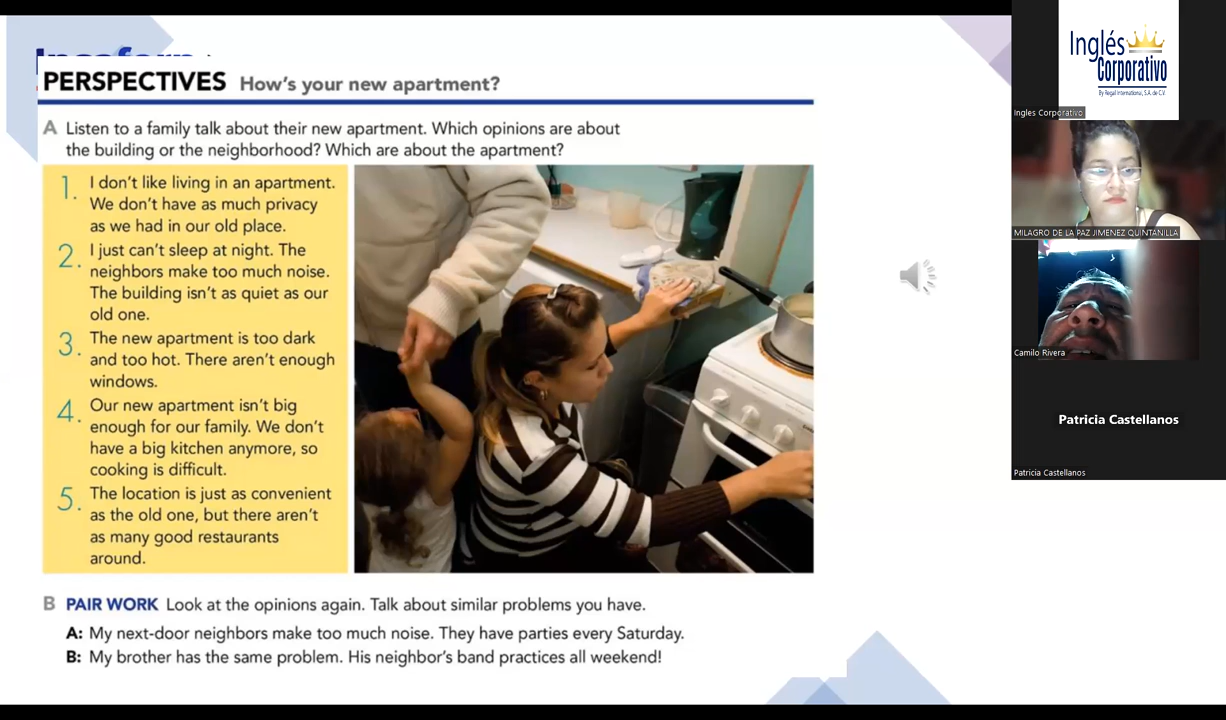 PERSPECTIVES How's your new apartment?
A Listen to a family talk about their new apartment. Which opinions are about
the building or the neighborhood? Which are about the apartment?
1. I don't like living in an apartment.
We don't have as much privacy
as we had in our old place.
2. I just can't sleep at night. The
neighbors make too much noise.
The building isn't as quiet as our
old one.
3. The new apartment is too dark
and too hot. There aren't enough
windows.
4. Our new apartment isn't big
enough for our family. We don't
have a big kitchen anymore, so
cooking is difficult.
5. The location is just as convenient
as the old one, but there aren't
as many good restaurants
around.
B PAIR WORK Look at the opinions again. Talk about similar problems you have.
A: My next-door neighbors make too much noise. They have parties every Saturday.
B: My brother has the same problem. His neighbor's band practices all weekend!
Inglés
Corporativo
By Regal International, S.A. de C.V.
Ingles Corporativo
MILAGRO DE LA PAZ JIMENEZ QUINTANILLA
Camilo Rivera
Patricia Castellanos
Patricia Castellanos